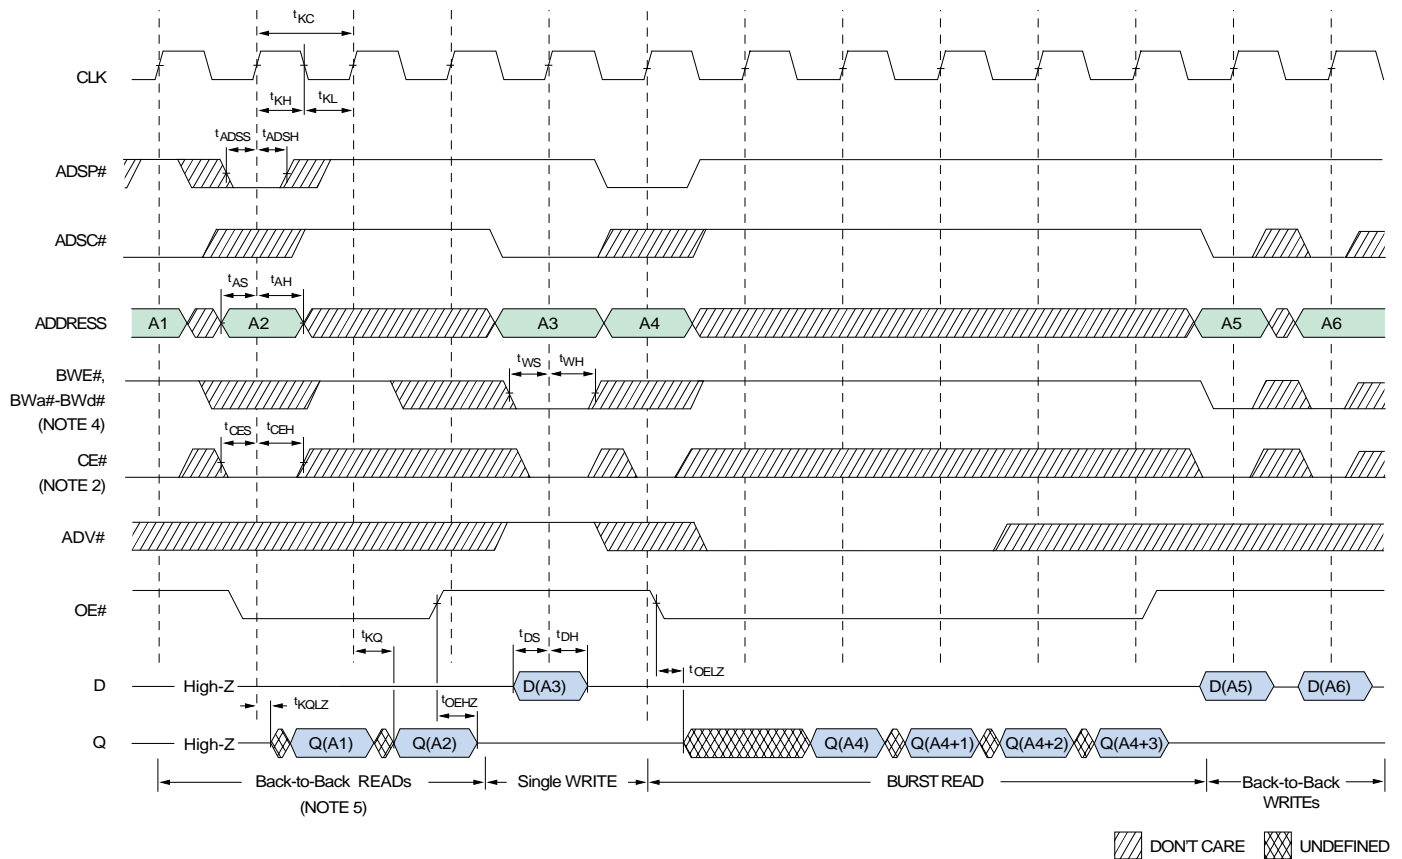 tKC
CLK
tKH
tKL
tADSS
tADSH
ADSP#
ADSC#
tAS
tAH
ADDRESS
A1
A2
A3
A4
A5
A6
BWE#,
BWa#-BWd#
(NOTE 4)
tWS
tWH
tCES
tCEH
CE#
(NOTE 2)
ADV#
OE#
tKQ
tDS
tDH
tOELZ
D
High-Z
D(A3)
D(A5)
D(A6)
tKQLZ
tOEHZ
Q
High-Z
Q(A1)
Q(A2)
Q(A4)
Q(A4+1)
Q(A4+2)
Q(A4+3)
Back-to-Back READs
(NOTE 5)
Single WRITE
BURST READ
Back-to-Back
WRITEs
DON'T CARE
UNDEFINED